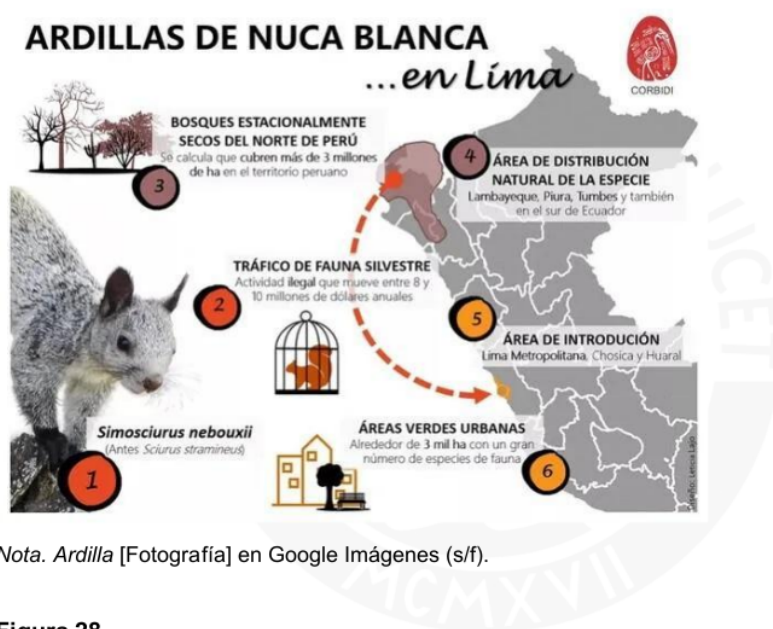 ARDILLAS DE NUCA BLANCA
...en Lima
CORBIDI
BOSQUES ESTACIONALMENTE
SECOS DEL NORTE DE PERÚ
Se calcula que cubren más de 3 millones
de ha en el territorio peruano
3
4
ÁREA DE DISTRIBUCIÓN
NATURAL DE LA ESPECIE
Lambayeque, Piura, Tumbes y también
en el sur de Ecuador
TRÁFICO DE FAUNA SILVESTRE
Actividad ilegal que mueve entre 8 y
10 millones de dólares anuales
2
5
ÁREA DE INTRODUCIÓN
Lima Metropolitana, Chosica y Huaral
Simosciurus nebouxii
(Antes Sciurus stramineus)
1
ÁREAS VERDES URBANAS
Alrededor de 3 mil ha con un gran
número de especies de fauna
6
Diseño: Leticia Lajo
Nota. Ardilla [Fotografía] en Google Imágenes (s/f).
Figura 28
MCMXVII